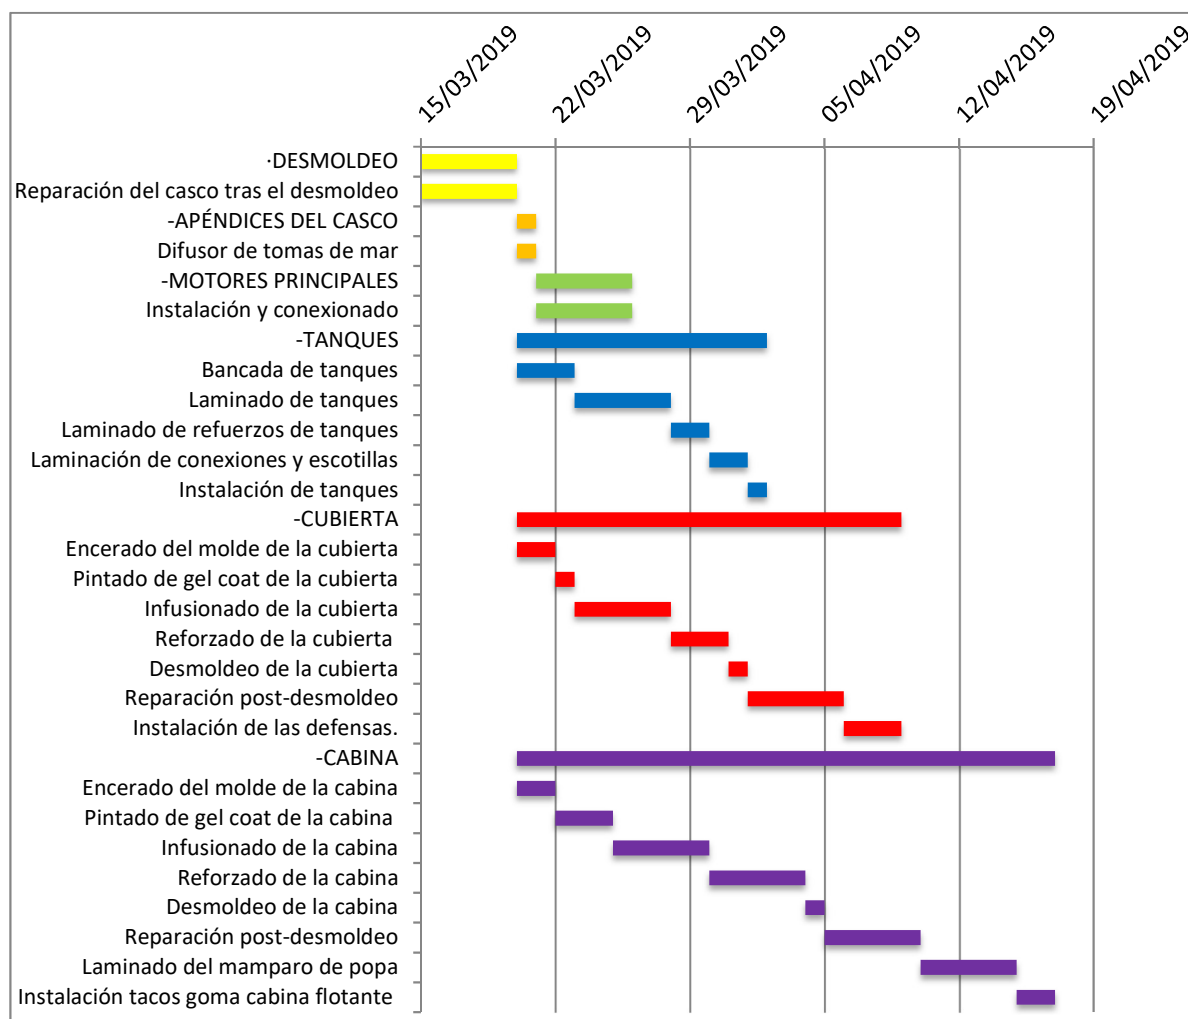 15/03/2019
22/03/2019
29/03/2019
05/04/2019
12/04/2019
19/04/2019
·DESMOLDEO
Reparación del casco tras el desmoldeo
-APÉNDICES DEL CASCO
Difusor de tomas de mar
-MOTORES PRINCIPALES
Instalación y conexionado
-TANQUES
Bancada de tanques
Laminado de tanques
Laminado de refuerzos de tanques
Laminación de conexiones y escotillas
Instalación de tanques
-CUBIERTA
Encerado del molde de la cubierta
Pintado de gel coat de la cubierta
Infusionado de la cubierta
Reforzado de la cubierta
Desmoldeo de la cubierta
Reparación post-desmoldeo
Instalación de las defensas.
-CABINA
Encerado del molde de la cabina
Pintado de gel coat de la cabina
Infusionado de la cabina
Reforzado de la cabina
Desmoldeo de la cabina
Reparación post-desmoldeo
Laminado del mamparo de popa
Instalación tacos goma cabina flotante